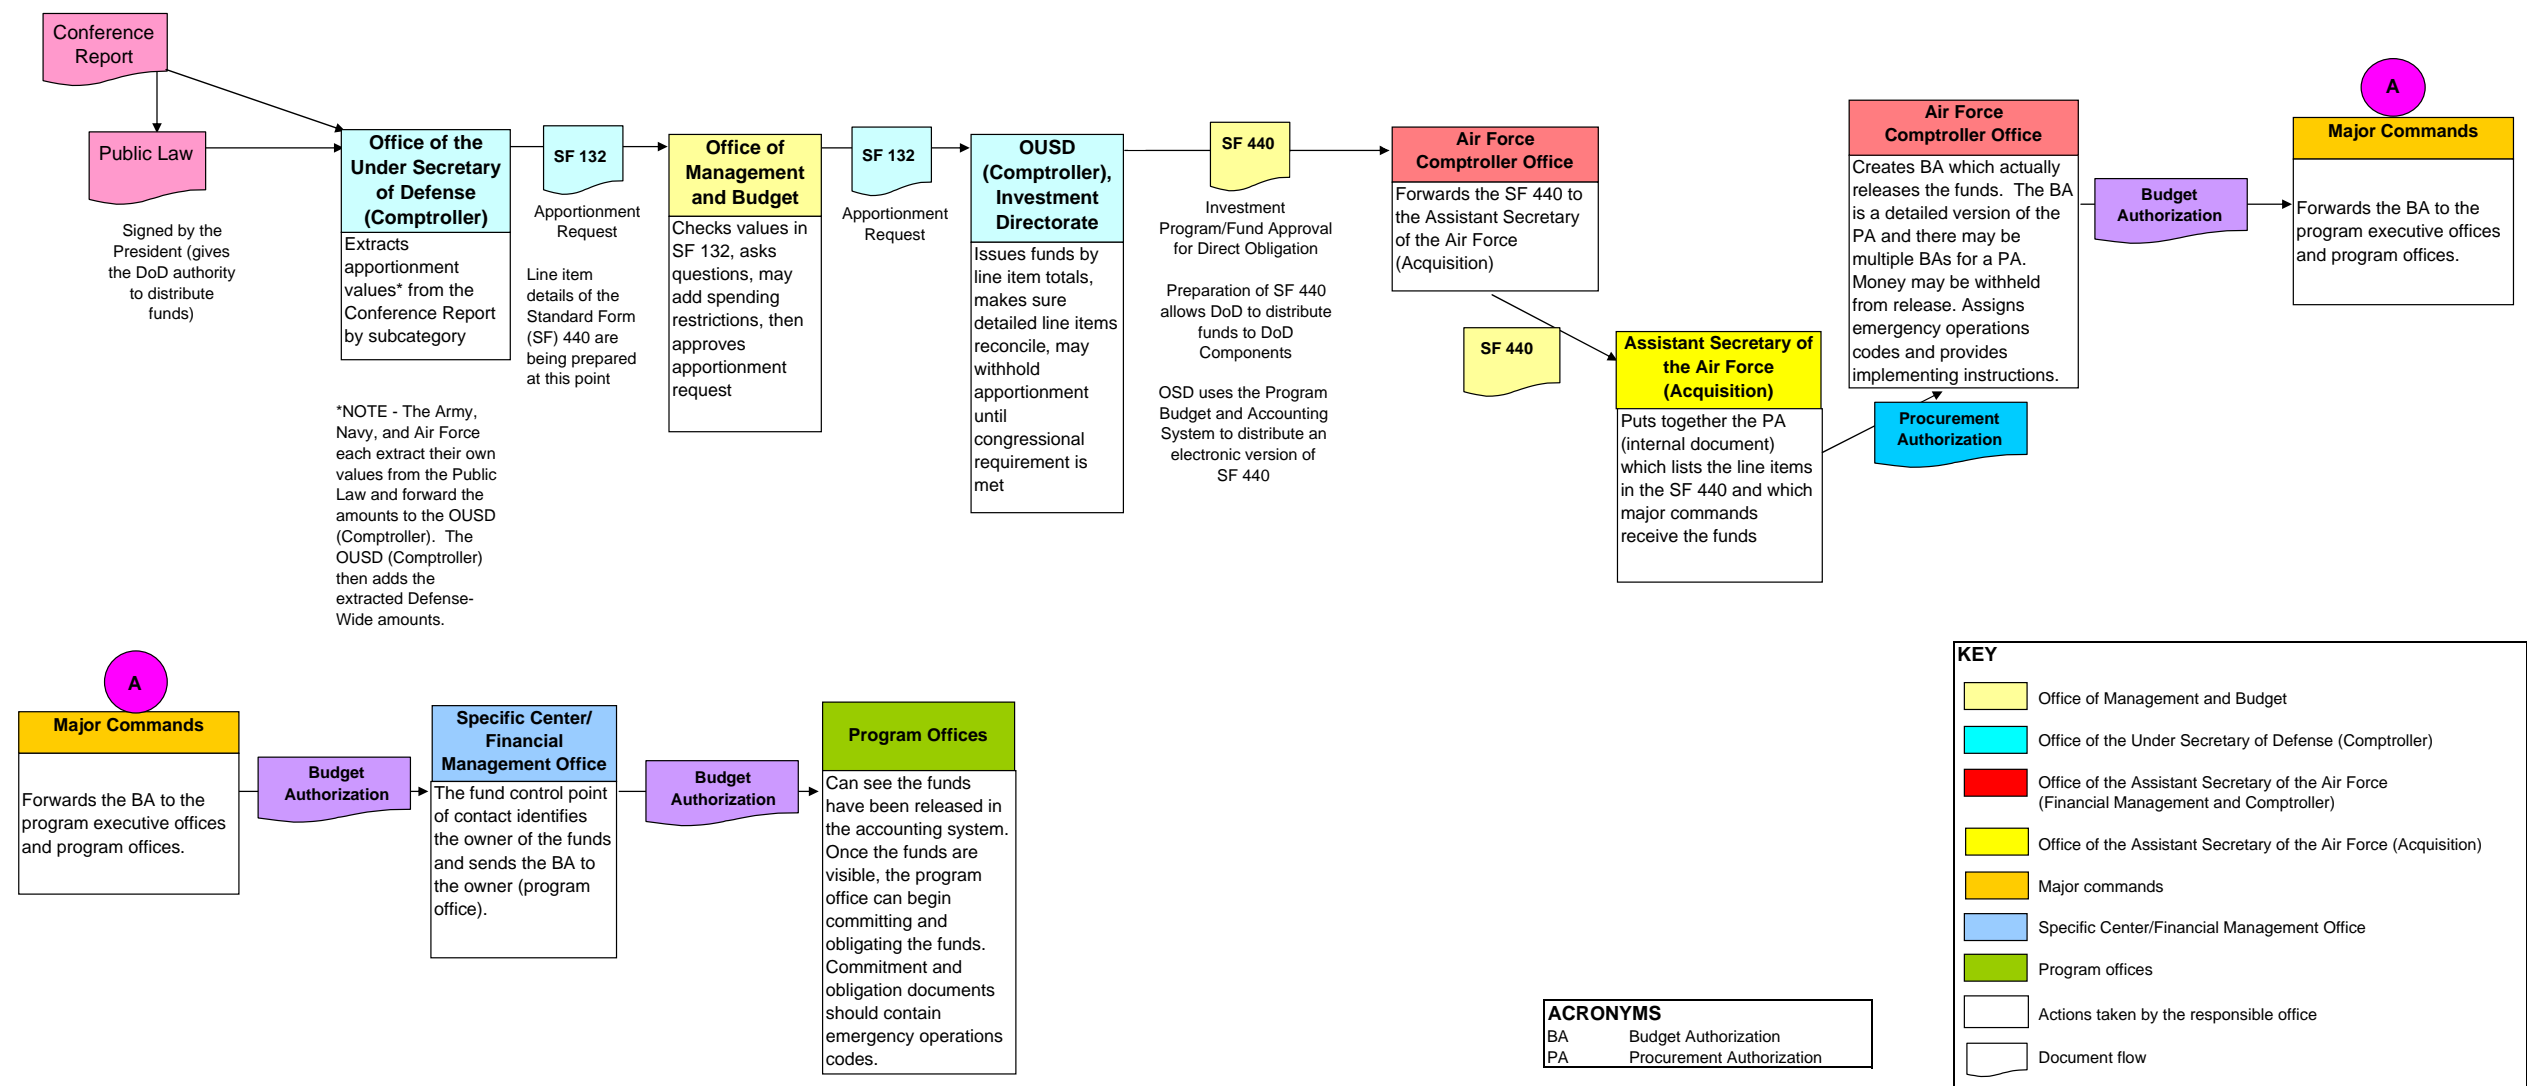 Conference
Report
Public Law
Signed by the
President (gives
the DoD authority
to distribute
funds)
Office of the
Under Secretary
of Defense
(Comptroller)
Extracts
apportionment
values* from the
Conference Report
by subcategory
*NOTE - The Army,
Navy, and Air Force
each extract their own
values from the Public
Law and forward the
amounts to the OUSD
(Comptroller).  The
OUSD (Comptroller)
then adds the
extracted Defense-
Wide amounts.
SF 132
Apportionment
Request
Line item
details of the
Standard Form
(SF) 440 are
being prepared
at this point
Office of
Management
and Budget
Checks values in
SF 132, asks
questions, may
add spending
restrictions, then
approves
apportionment
request
SF 132
Apportionment
Request
OUSD
(Comptroller),
Investment
Directorate
Issues funds by
line item totals,
makes sure
detailed line items
reconcile, may
withhold
apportionment
until
congressional
requirement is
met
SF 440
Investment
Program/Fund Approval
for Direct Obligation
Preparation of SF 440
allows DoD to distribute
funds to DoD
Components
OSD uses the Program
Budget and Accounting
System to distribute an
electronic version of
SF 440
Air Force
Comptroller Office
Forwards the SF 440 to
the Assistant Secretary
of the Air Force
(Acquisition)
SF 440
Assistant Secretary of
the Air Force
(Acquisition)
Puts together the PA
(internal document)
which lists the line items
in the SF 440 and which
major commands
receive the funds
Procurement
Authorization
Air Force
Comptroller Office
Creates BA which actually
releases the funds.  The BA
is a detailed version of the
PA and there may be
multiple BAs for a PA.
Money may be withheld
from release. Assigns
emergency operations
codes and provides
implementing instructions.
Budget
Authorization
A
Major Commands
Forwards the BA to the
program executive offices
and program offices.
A
Major Commands
Forwards the BA to the
program executive offices
and program offices.
Budget
Authorization
Specific Center/
Financial
Management Office
The fund control point
of contact identifies
the owner of the funds
and sends the BA to
the owner (program
office).
Budget
Authorization
Program Offices
Can see the funds
have been released in
the accounting system.
Once the funds are
visible, the program
office can begin
committing and
obligating the funds.
Commitment and
obligation documents
should contain
emergency operations
codes.
ACRONYMS
BA Budget Authorization
PA Procurement Authorization
KEY
Office of Management and Budget
Office of the Under Secretary of Defense (Comptroller)
Office of the Assistant Secretary of the Air Force
(Financial Management and Comptroller)
Office of the Assistant Secretary of the Air Force (Acquisition)
Major commands
Specific Center/Financial Management Office
Program offices
Actions taken by the responsible office
Document flow